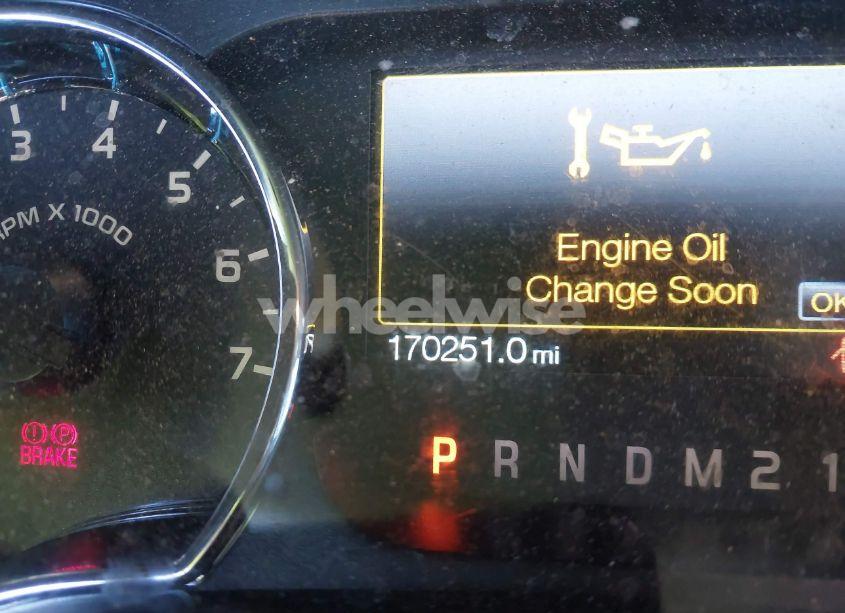 3 4 5 6 7
RPM X 1000
Engine Oil
Change Soon
OK
wheelwise
170251.0 mi
BRAKE
P R N D M 2 1